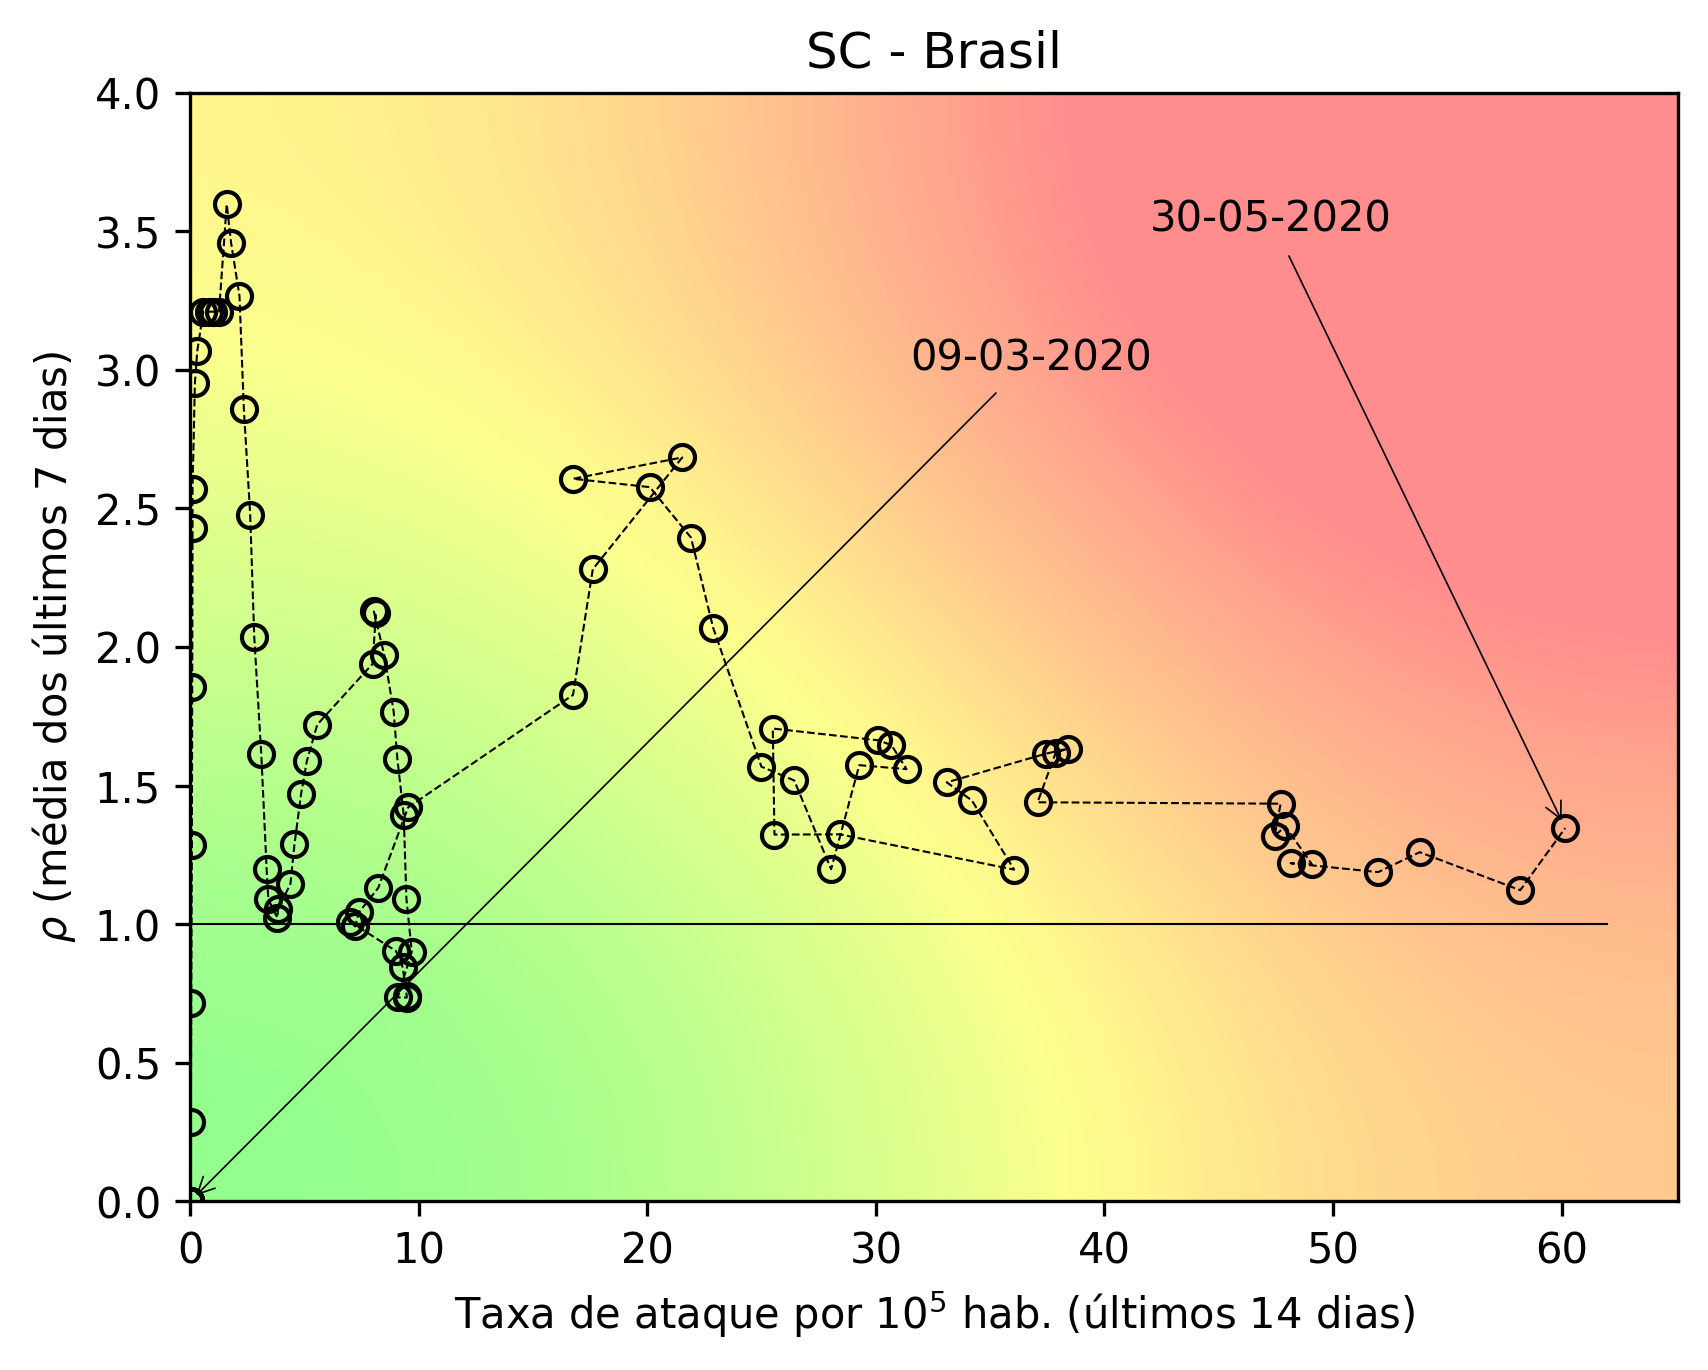 SC - Brasil
4.0
3.5
3.0
2.5
2.0
1.5
1.0
0.5
0.0
ρ (média dos últimos 7 dias)
30-05-2020
09-03-2020
0 10 20 30 40 50 60
Taxa de ataque por 10⁵ hab. (últimos 14 dias)